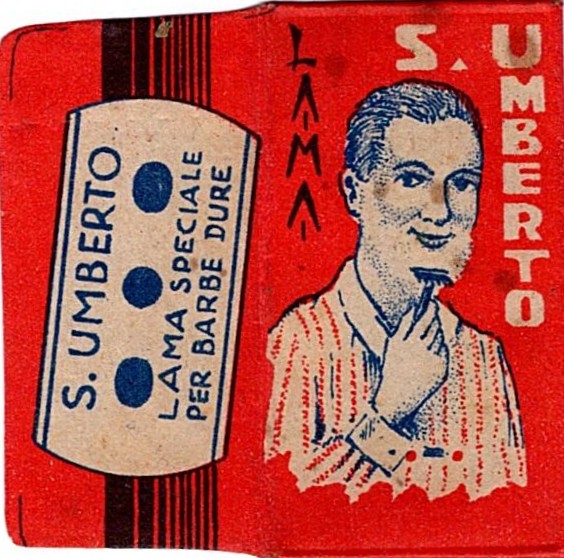 S. UMBERTO
LAMA SPECIALE
PER BARBE DURE
LAMA
S. UMBERTO